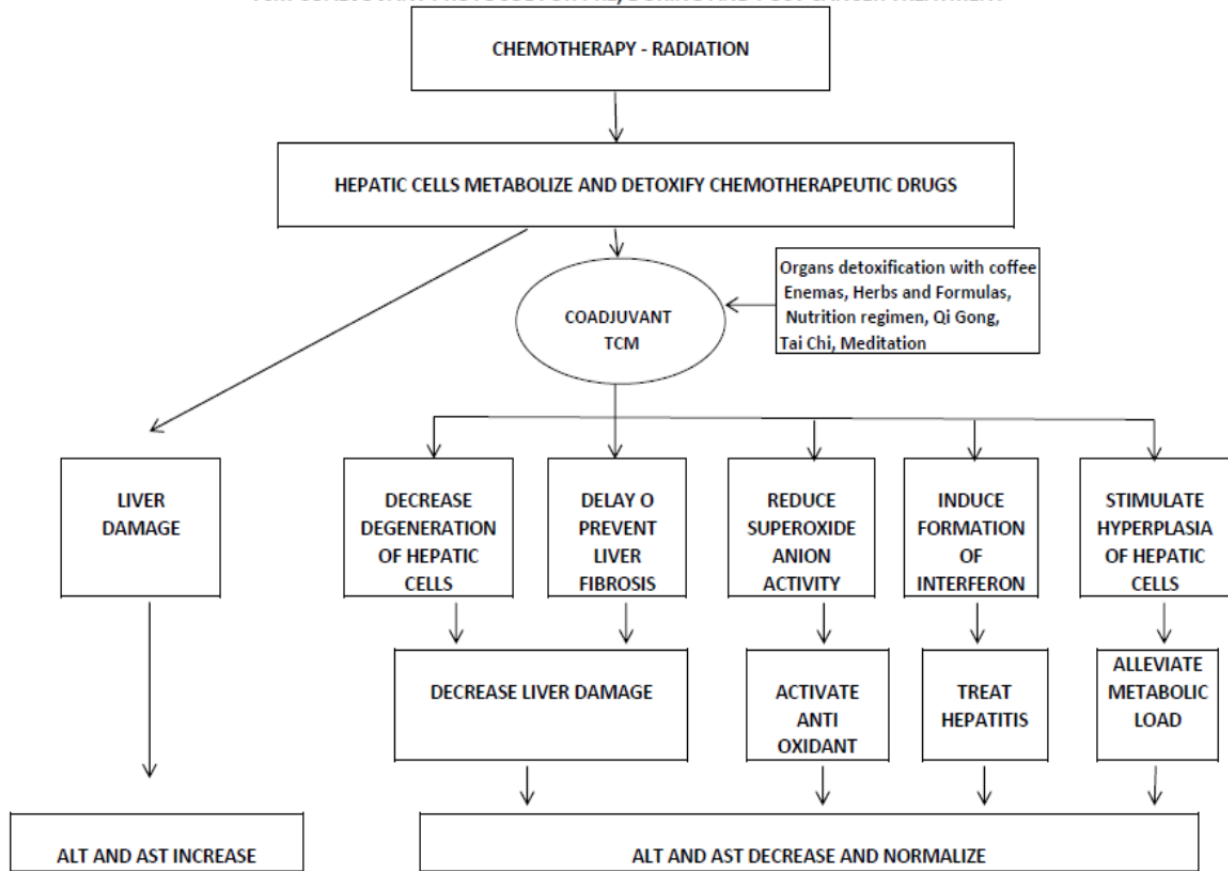 CHEMOTHERAPY - RADIATION
HEPATIC CELLS METABOLIZE AND DETOXIFY CHEMOTHERAPEUTIC DRUGS
Organs detoxification with coffee
Enemas, Herbs and Formulas,
Nutrition regimen, Qi Gong,
Tai Chi, Meditation
COADJUVANT
TCM
LIVER
DAMAGE
DECREASE
DEGENERATION
OF HEPATIC
CELLS
DELAY O
PREVENT
LIVER
FIBROSIS
REDUCE
SUPEROXIDE
ANION
ACTIVITY
INDUCE
FORMATION
OF
INTERFERON
STIMULATE
HYPERPLASIA
OF HEPATIC
CELLS
DECREASE LIVER DAMAGE
ACTIVATE
ANTI
OXIDANT
TREAT
HEPATITIS
ALLEVIATE
METABOLIC
LOAD
ALT AND AST INCREASE
ALT AND AST DECREASE AND NORMALIZE